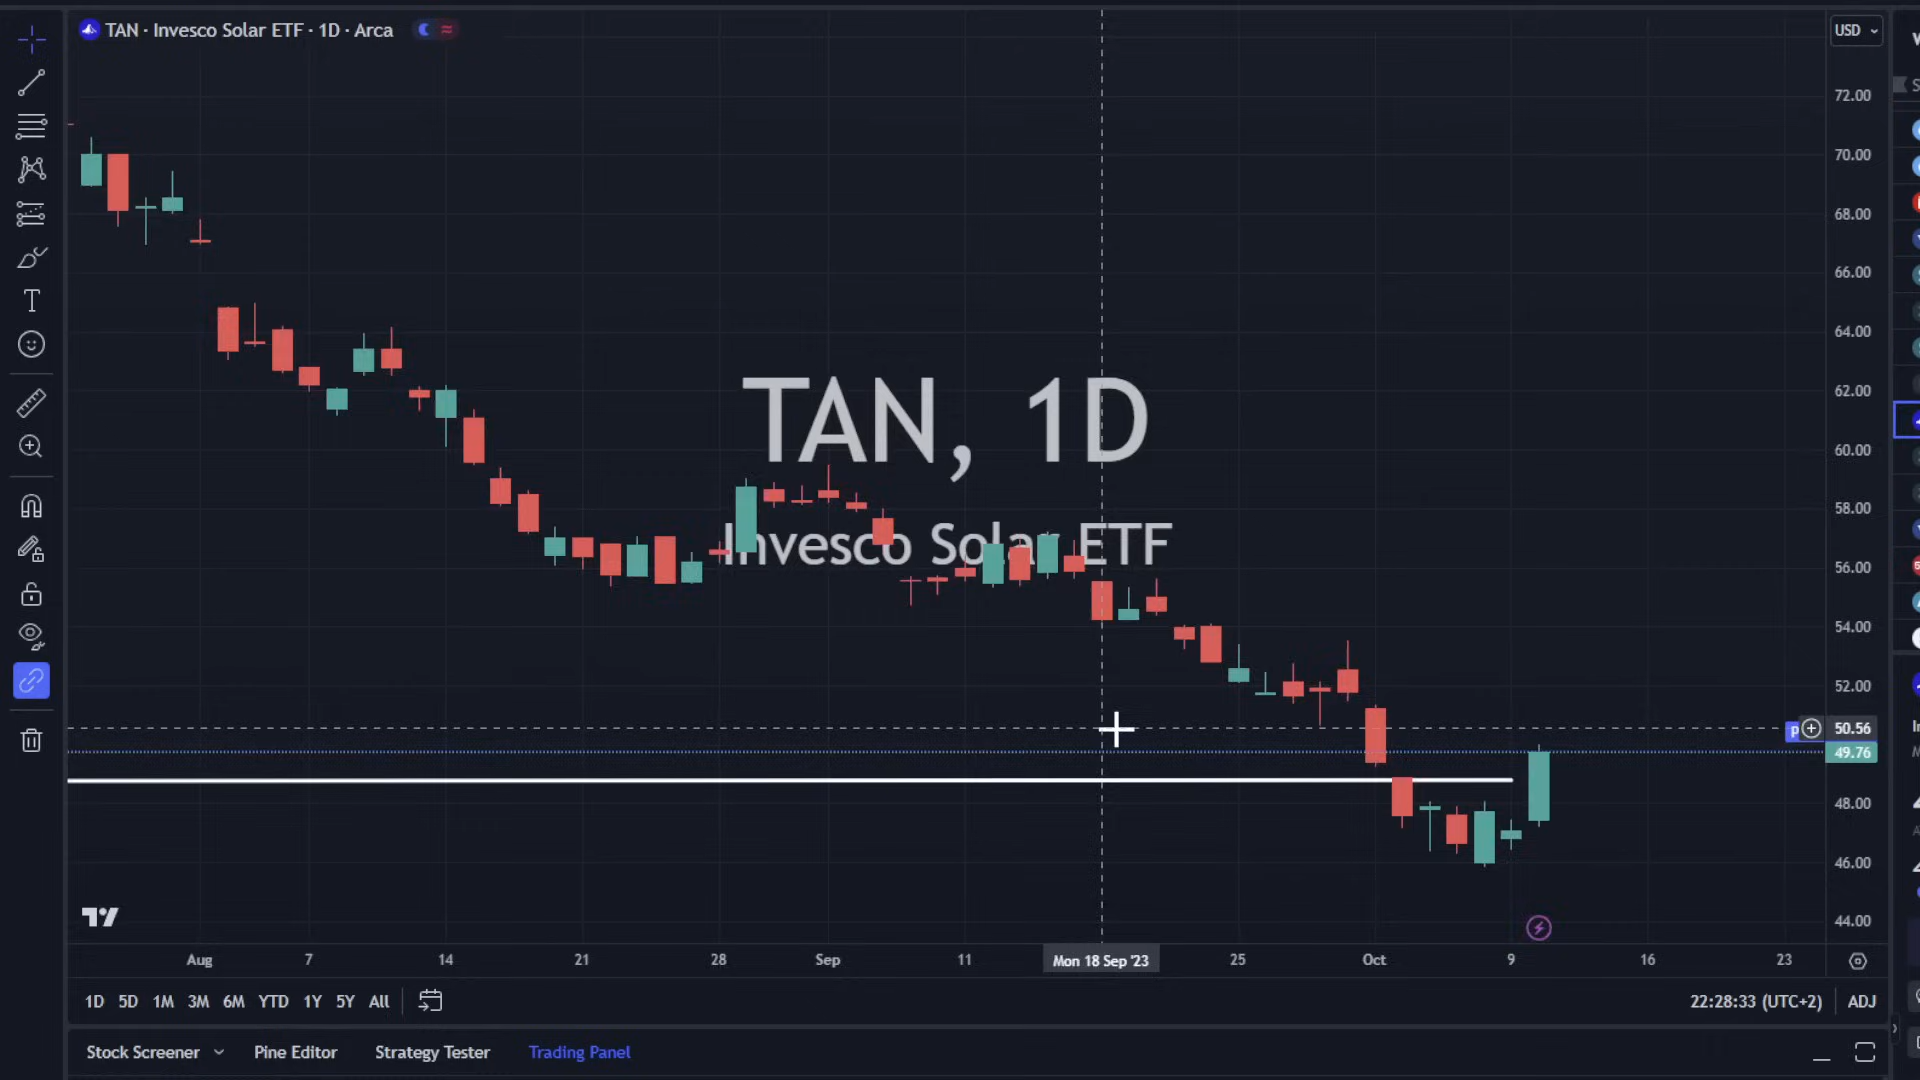 TAN · Invesco Solar ETF · 1D · Arca
USD
72.00
70.00
68.00
66.00
64.00
62.00
60.00
58.00
56.00
54.00
52.00
50.56
49.76
48.00
46.00
44.00
TAN, 1D
Invesco Solar ETF
Aug 7 14 21 28 Sep 11 Mon 18 Sep '23 25 Oct 9 16 23
1D 5D 1M 3M 6M YTD 1Y 5Y All
22:28:33 (UTC+2) ADJ
Stock Screener Pine Editor Strategy Tester Trading Panel